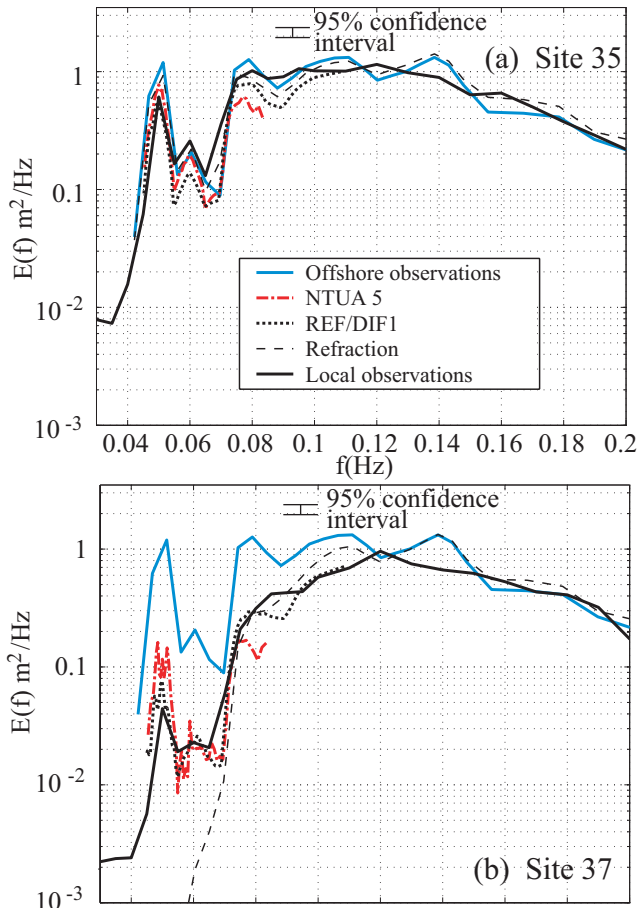 95% confidence
interval
(a) Site 35
1
0.1
10⁻²
10⁻³
E(f) m²/Hz
Offshore observations
NTUA 5
REF/DIF1
Refraction
Local observations
0.04 0.06 0.08 0.1 0.12 0.14 0.16 0.18 0.2
f(Hz)
95% confidence
interval
1
0.1
10⁻²
10⁻³
E(f) m²/Hz
(b) Site 37